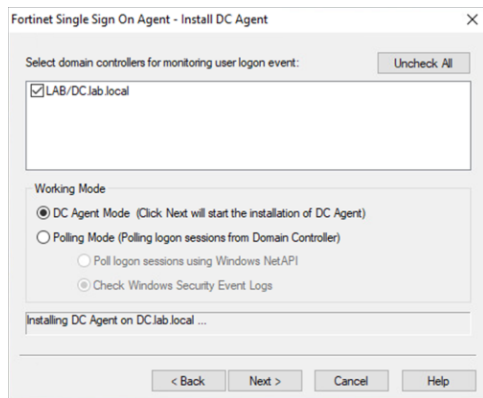 Fortinet Single Sign On Agent - Install DC Agent
Select domain controllers for monitoring user logon event:
Uncheck All
LAB/DC.lab.local
Working Mode
DC Agent Mode (Click Next will start the installation of DC Agent)
Polling Mode (Polling logon sessions from Domain Controller)
Poll logon sessions using Windows NetAPI
Check Windows Security Event Logs
Installing DC Agent on DC.lab.local ...
< Back
Next >
Cancel
Help